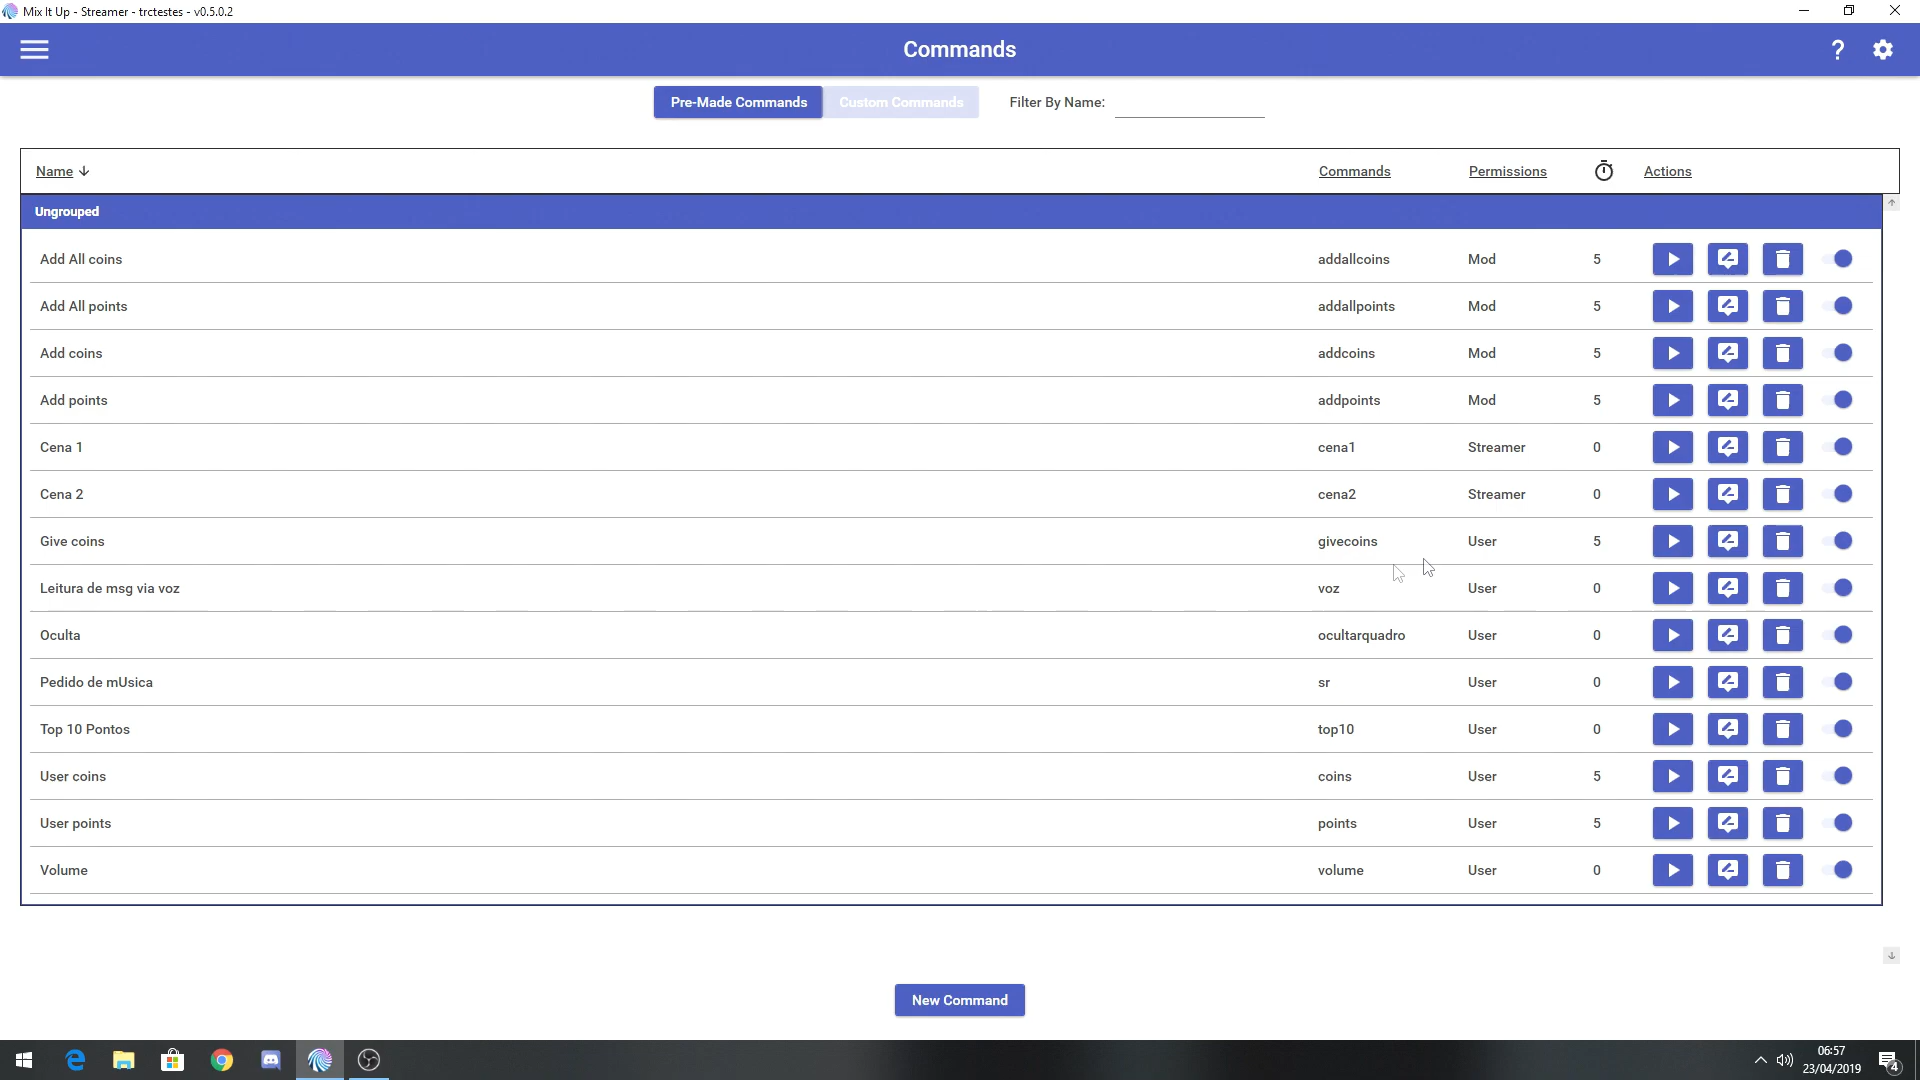 Mix It Up - Streamer - trctestes - v0.5.0.2
Commands
Pre-Made Commands Custom Commands Filter By Name:
Name Commands Permissions Actions
Ungrouped
Add All coins addallcoins Mod 5
Add All points addallpoints Mod 5
Add coins addcoins Mod 5
Add points addpoints Mod 5
Cena 1 cena1 Streamer 0
Cena 2 cena2 Streamer 0
Give coins givecoins User 5
Leitura de msg via voz voz User 0
Oculta ocultarquadro User 0
Pedido de mUsica sr User 0
Top 10 Pontos top10 User 0
User coins coins User 5
User points points User 5
Volume volume User 0
New Command
06:57
23/04/2019
4